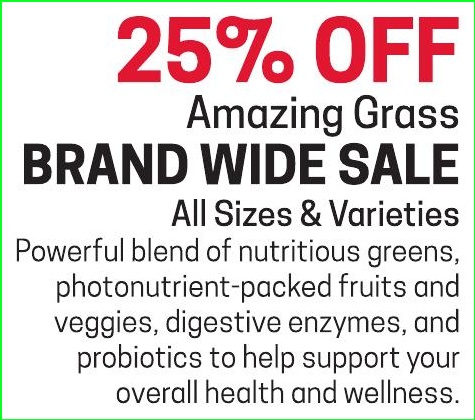 25% OFF
Amazing Grass
BRAND WIDE SALE
All Sizes & Varieties
Powerful blend of nutritious greens,
photonutrient-packed fruits and
veggies, digestive enzymes, and
probiotics to help support your
overall health and wellness.